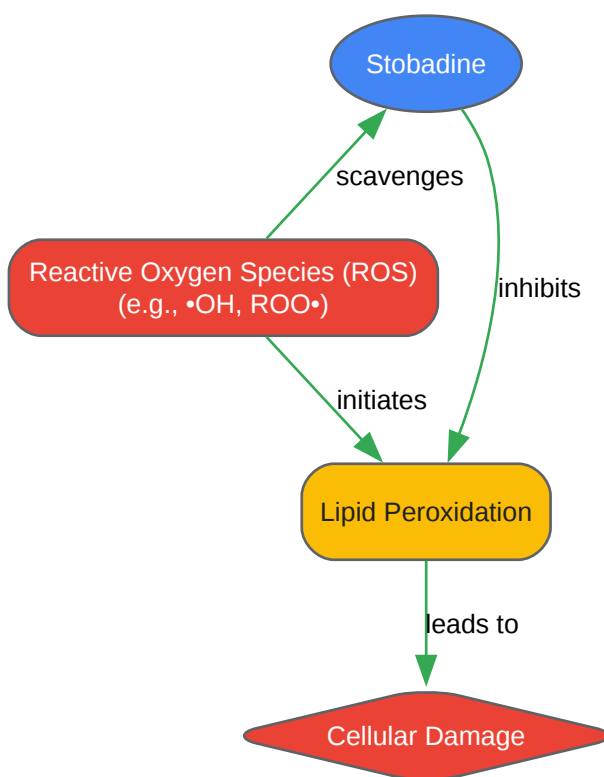 Stobadine
scavenges
Reactive Oxygen Species (ROS)
(e.g., •OH, ROO•)
inhibits
initiates
Lipid Peroxidation
leads to
Cellular Damage